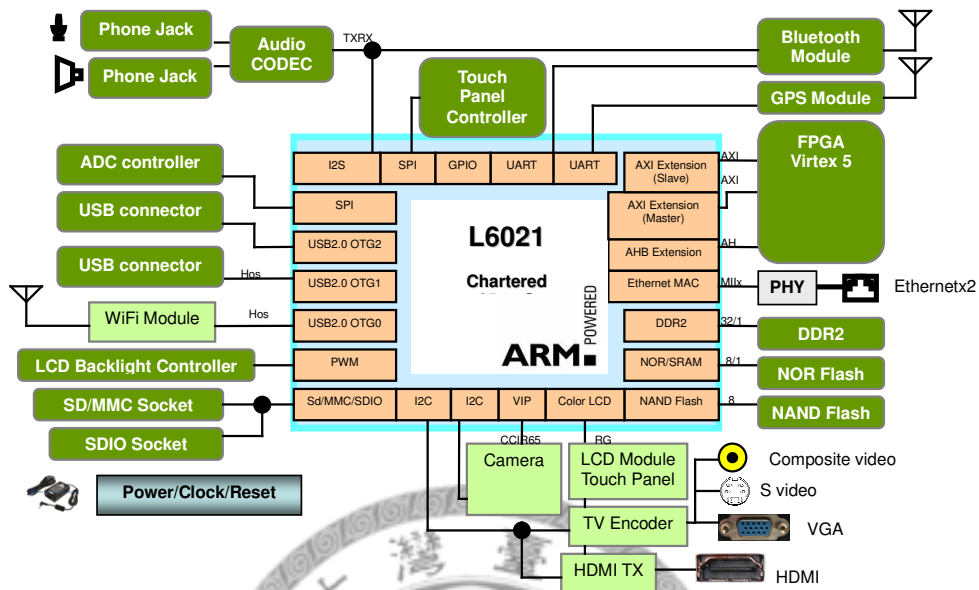 Phone Jack
Phone Jack
Audio
CODEC
TXRX
Touch
Panel
Controller
Bluetooth
Module
GPS Module
FPGA
Virtex 5
ADC controller
USB connector
USB connector
Hos
WiFi Module
Hos
LCD Backlight Controller
SD/MMC Socket
SDIO Socket
Power/Clock/Reset
I2S
SPI
GPIO
UART
UART
AXI Extension
(Slave)
AXI
AXI Extension
(Master)
AXI
AHB Extension
AH
Ethernet MAC
MIIx
PHY
Ethernetx2
DDR2
32/1
DDR2
NOR/SRAM
8/1
NOR Flash
NAND Flash
8
NAND Flash
SPI
USB2.0 OTG2
USB2.0 OTG1
USB2.0 OTG0
PWM
Sd/MMC/SDIO
I2C
I2C
VIP
Color LCD
L6021
Chartered
ARM
POWERED
CCIR65
Camera
RG
LCD Module
Touch Panel
TV Encoder
HDMI TX
Composite video
S video
VGA
HDMI
灣